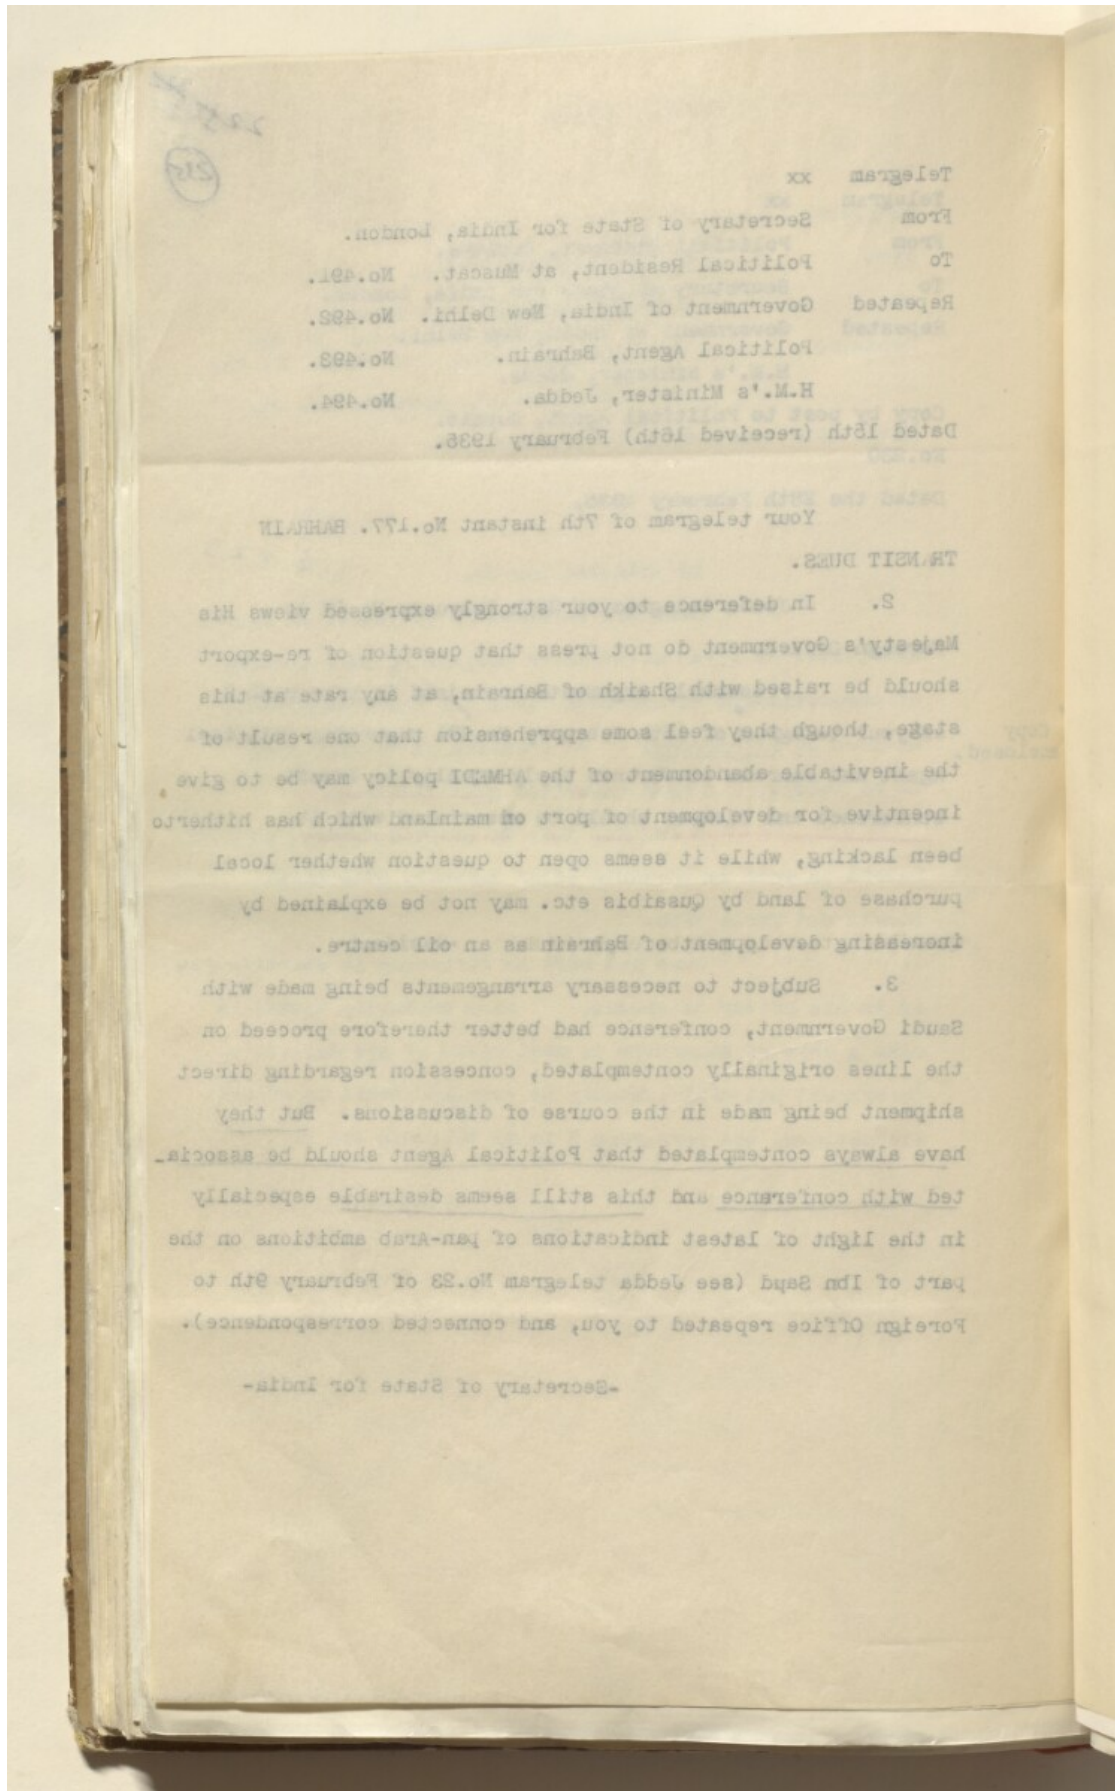 Telegram xx
From Secretary of State for India, London.
To Political Resident, at Muscat. No.491.
Repeated Government of India, New Delhi. No.492.
Political Agent, Bahrain. No.493.
H.M.'s Minister, Jedda. No.494.
Dated 15th (received 16th) February 1935.
Your telegram of 7th instant No.177. BAHRAIN
TRANSIT DUES.
2. In deference to your strongly expressed views His
Majesty's Government do not press that question of re-export
should be raised with Shaikh of Bahrain, at any rate at this
stage, though they feel some apprehension that one result of
the inevitable abandonment of the AHMEDI policy may be to give
incentive for development of port on mainland which has hitherto
been lacking, while it seems open to question whether local
purchase of land by Qusaibis etc. may not be explained by
increasing development of Bahrain as an oil centre.
3. Subject to necessary arrangements being made with
Saudi Government, conference had better therefore proceed on
the lines originally contemplated, concession regarding direct
shipment being made in the course of discussions. But they
have always contemplated that Political Agent should be associa-
ted with conference and this still seems desirable especially
in the light of latest indications of pan-Arab ambitions on the
part of Ibn Saud (see Jedda telegram No.23 of February 9th to
Foreign Office repeated to you, and connected correspondence).
-Secretary of State for India-